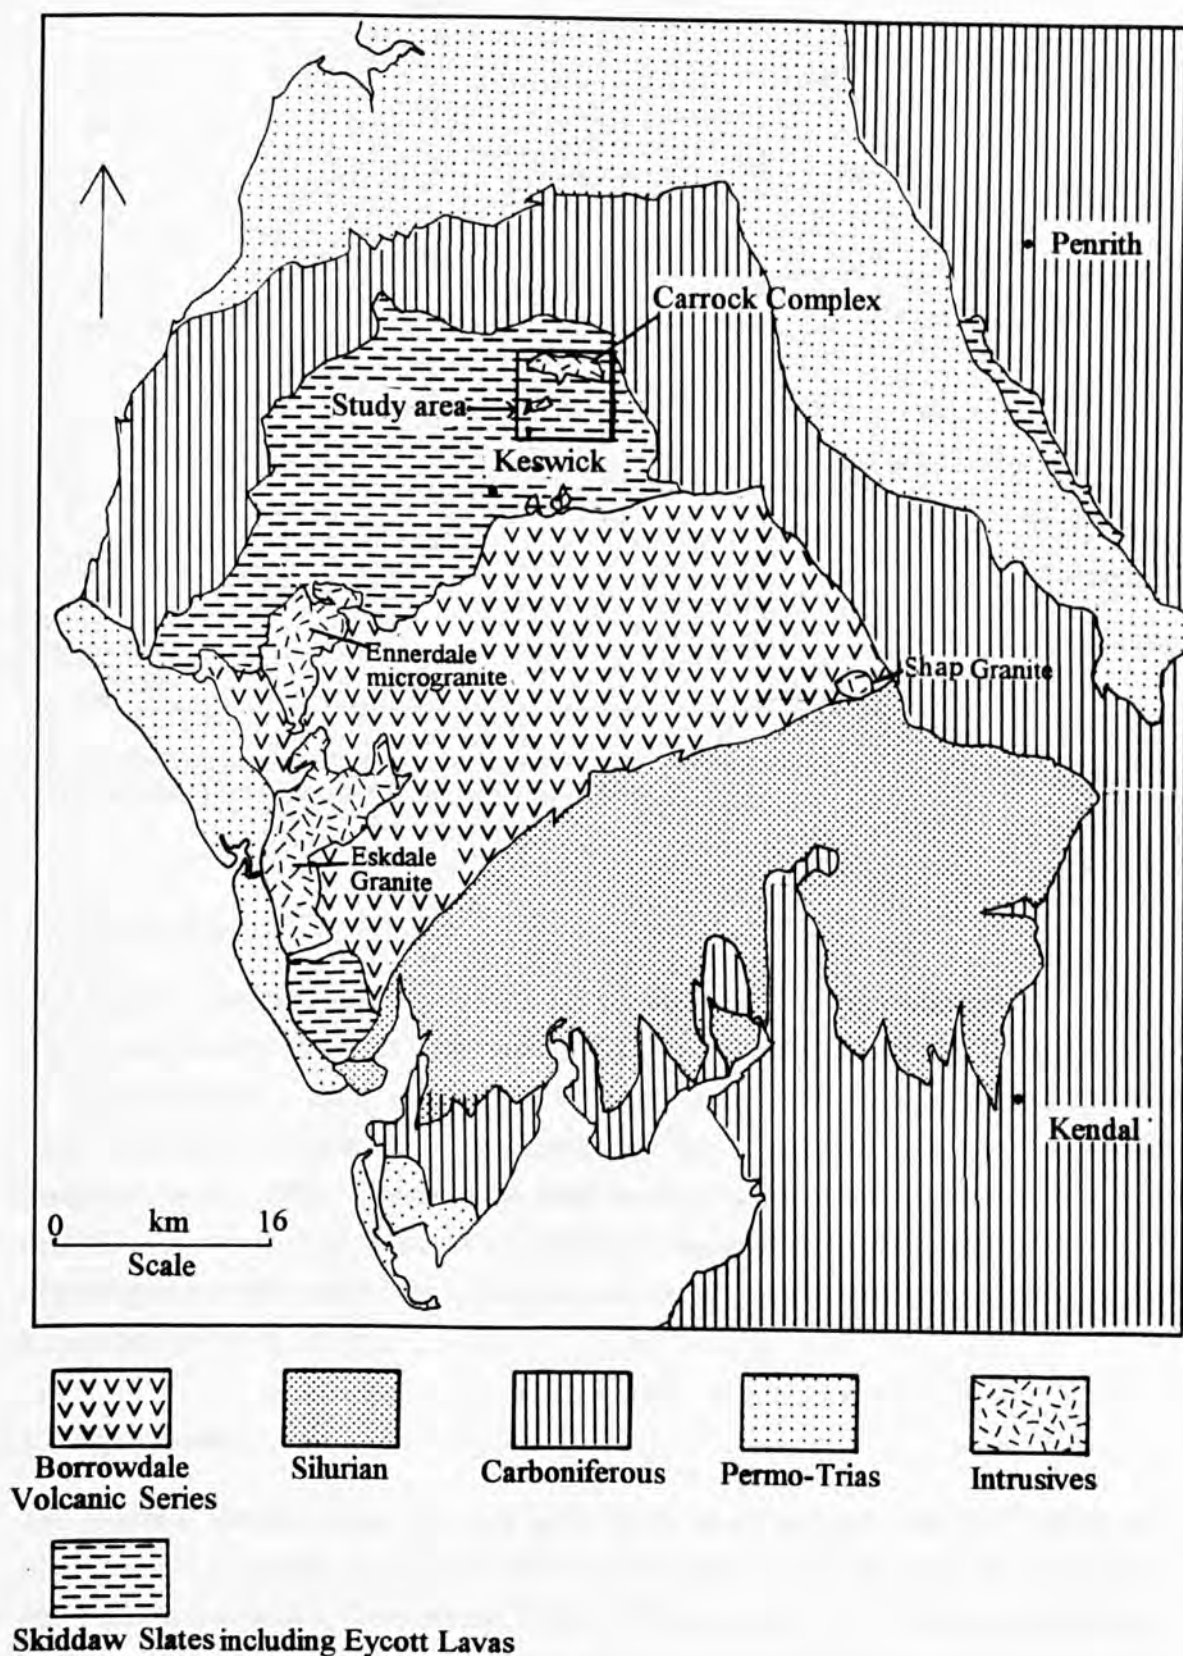 Penrith
Carrock Complex
Study area
Keswick
Ennerdale
microgranite
Shap Granite
Eskdale
Granite
Kendal
0 km 16
Scale
Borrowdale
Volcanic Series
Silurian
Carboniferous
Permo-Trias
Intrusives
Skiddaw Slates including Eycott Lavas